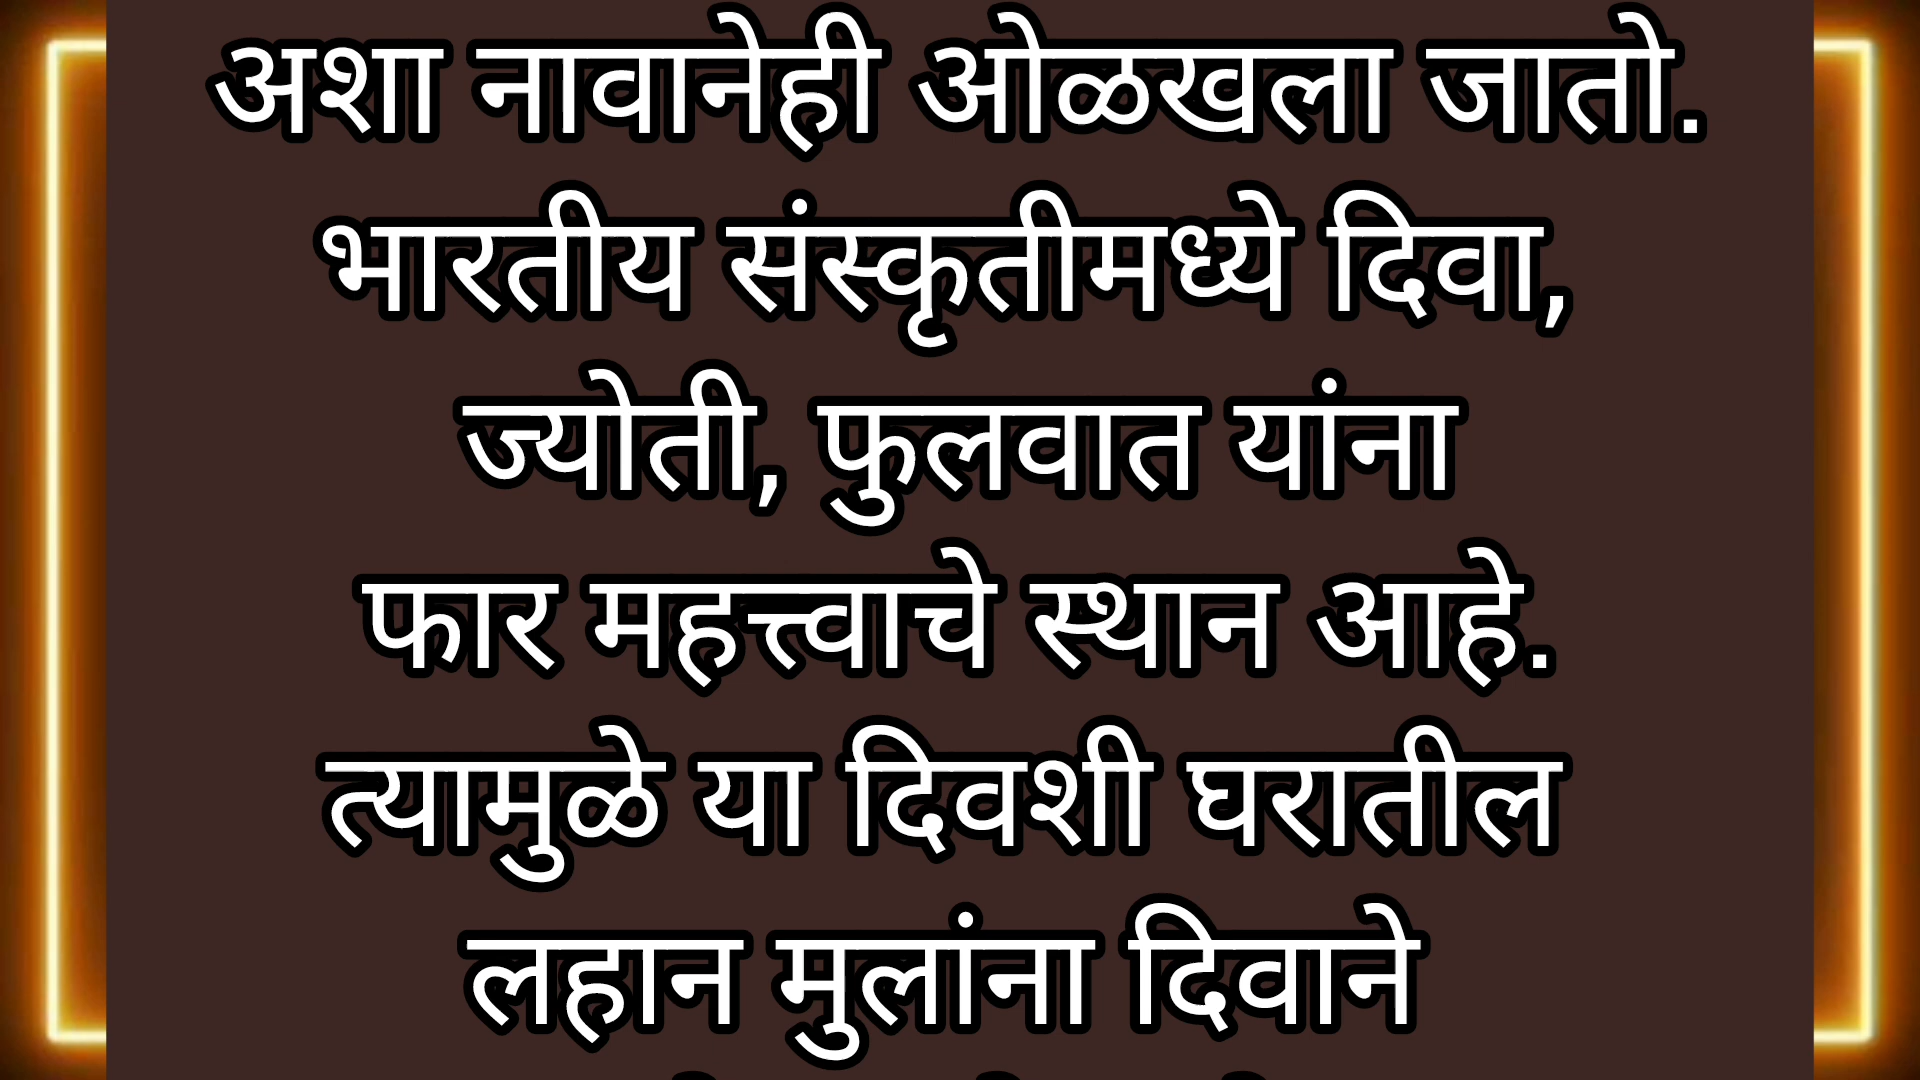 अशा नावानेही ओळखला जातो.
भारतीय संस्कृतीमध्ये दिवा,
ज्योती, फुलवात यांना
फार महत्त्वाचे स्थान आहे.
त्यामुळे या दिवशी घरातील
लहान मुलांना दिवाने